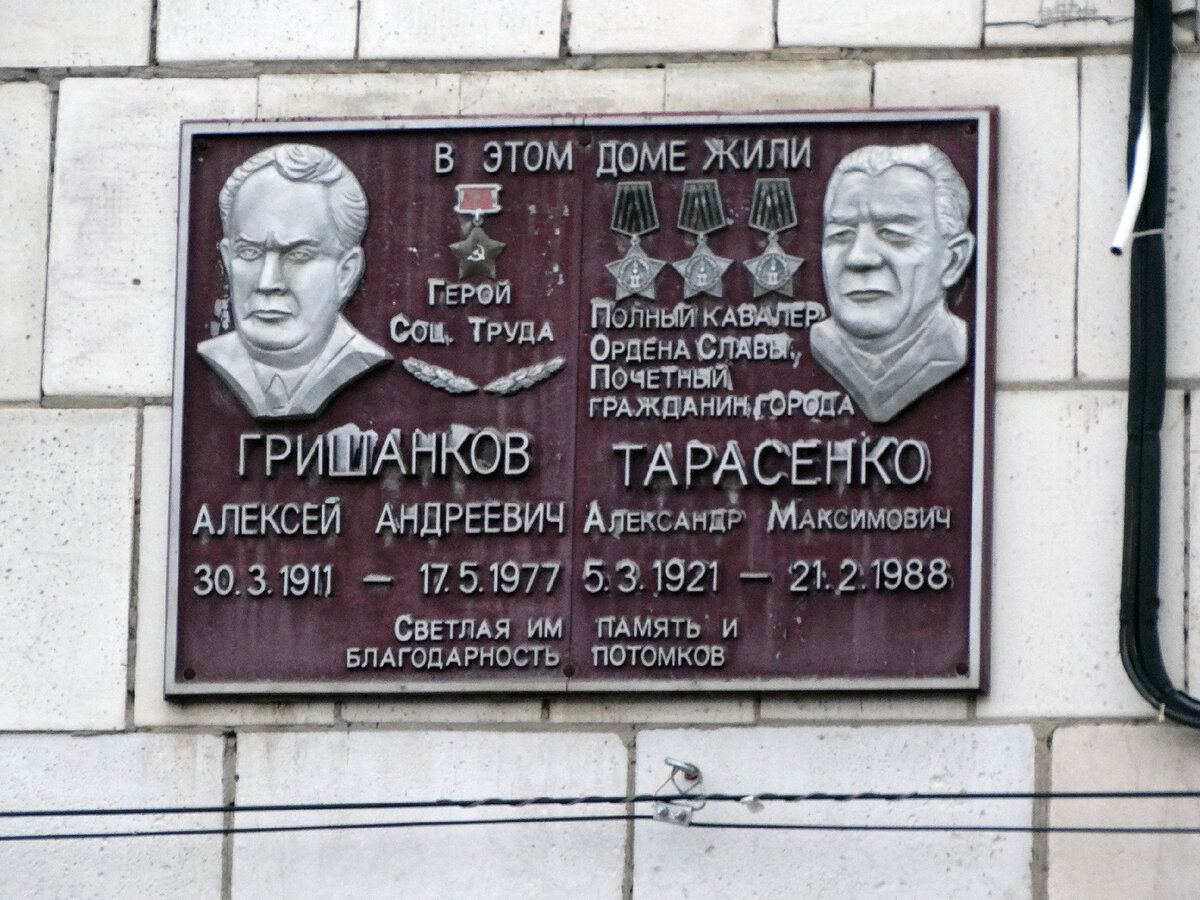 В ЭТОМ ДОМЕ ЖИЛИ
ГЕРОЙ
СОЦ. ТРУДА
ГРИШАНКОВ
АЛЕКСЕЙ АНДРЕЕВИЧ
30.3.1911 — 17.5.1977
ПОЛНЫЙ КАВАЛЕР
ОРДЕНА СЛАВЫ,
ПОЧЕТНЫЙ
ГРАЖДАНИН ГОРОДА
ТАРАСЕНКО
АЛЕКСАНДР МАКСИМОВИЧ
5.3.1921 — 21.2.1988
СВЕТЛАЯ ИМ ПАМЯТЬ И
БЛАГОДАРНОСТЬ ПОТОМКОВ